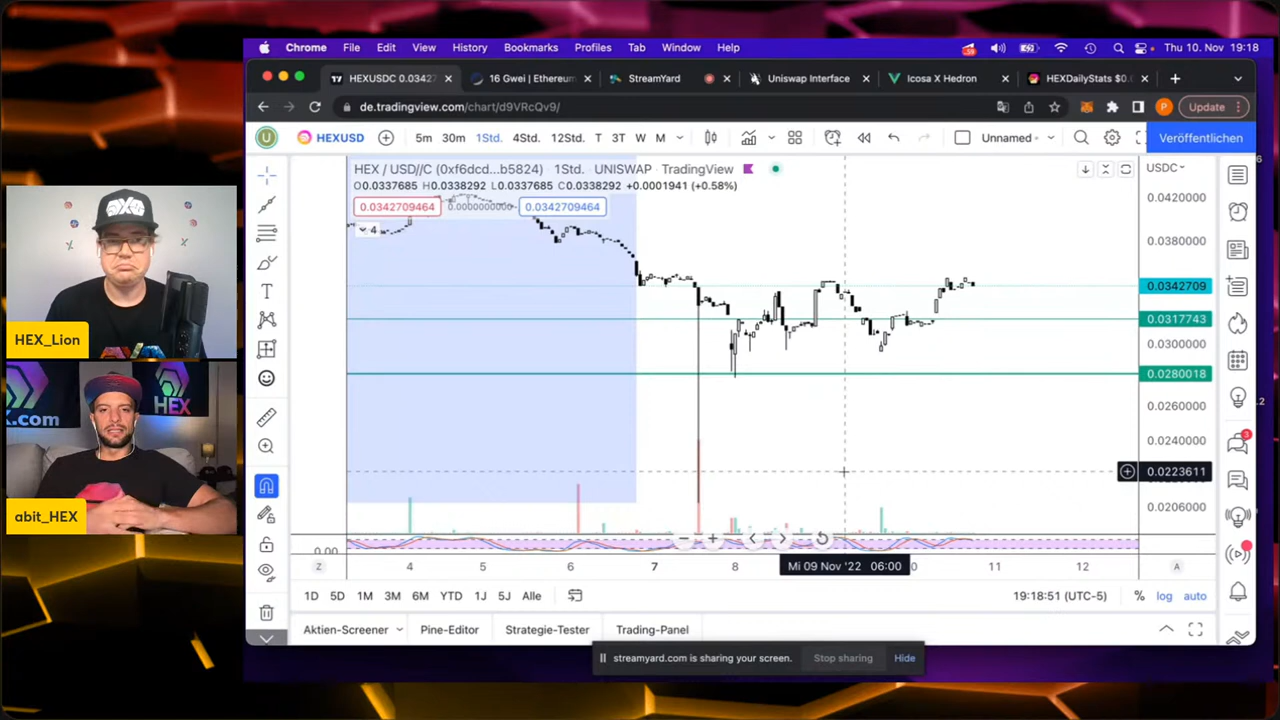 Chrome File Edit View History Bookmarks Profiles Tab Window Help Thu 10. Nov 19:18
HEXUSDC 0.0342 16 Gwei | Ethereum StreamYard Uniswap Interface Icosa X Hedron HEXDailyStats $0.
de.tradingview.com/chart/d9VRcQv9/ P Update
U HEXUSD 5m 30m 1Std. 4Std. 12Std. T 3T W M Unnamed Veröffentlichen
HEX / USD//C (0xf6dcd...b5824) 1Std. UNISWAP TradingView USDC
O0.0337685 H0.0338292 L0.0337685 C0.0338292 +0.0001941 (+0.58%)
0.0342709464 0.0000000000 0.0342709464
4
0.0420000
0.0380000
0.0342709
0.0317743
0.0300000
0.0280018
0.0260000
0.0240000
0.0223611
0.0206000
0.00
Z 4 5 6 7 8 Mi 09 Nov '22 06:00 0 11 12 A
1D 5D 1M 3M 6M YTD 1J 5J Alle 19:18:51 (UTC-5) % log auto
Aktien-Screener Pine-Editor Strategie-Tester Trading-Panel
streamyard.com is sharing your screen. Stop sharing Hide
HEX_Lion
X.com
HEX
abit_HEX
3